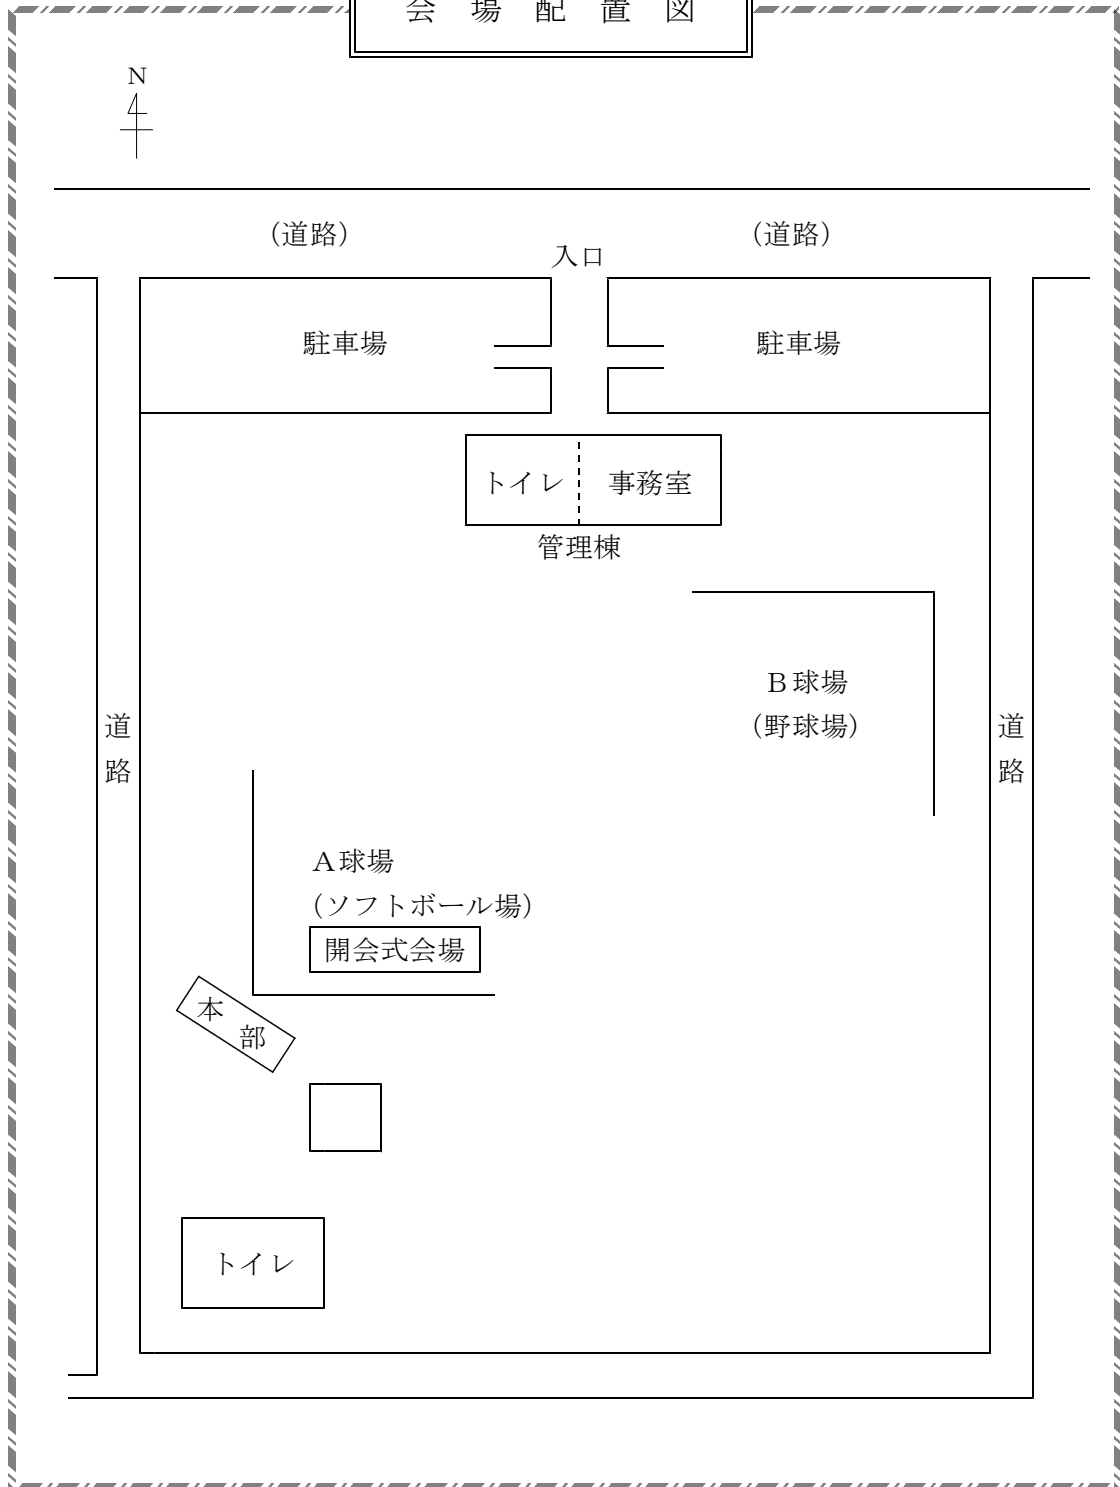 会場配置図
N
（道路）
（道路）
入口
駐車場
駐車場
トイレ
事務室
管理棟
Ｂ球場
（野球場）
道路
道路
Ａ球場
（ソフトボール場）
開会式会場
本部
トイレ